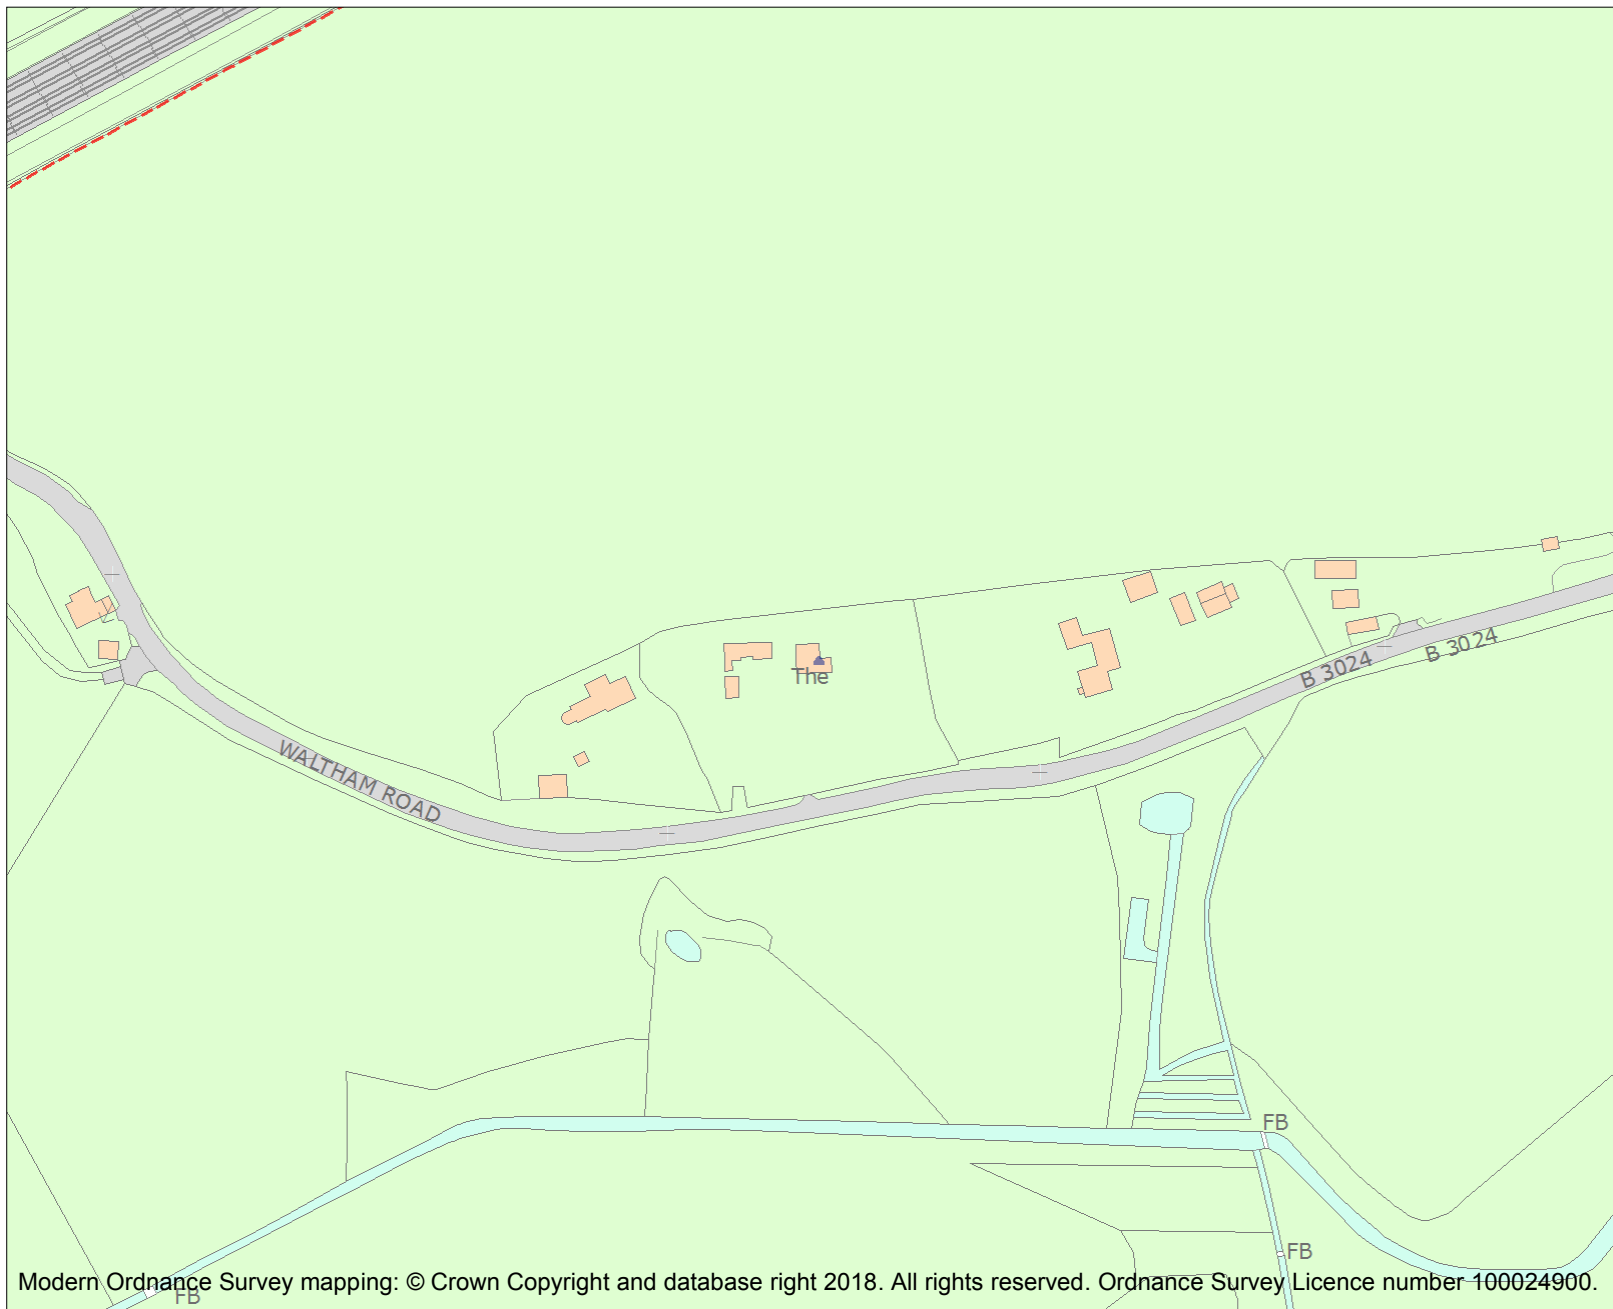 The
B 3024
B 3024
WALTHAM ROAD
FB
FB
Modern Ordnance Survey mapping: © Crown Copyright and database right 2018. All rights reserved. Ordnance Survey Licence number 100024900.
FB